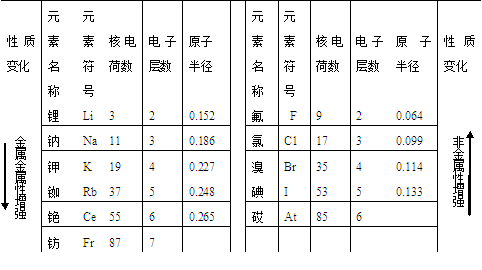 性质变化 元素名称 元素符号 核电荷数 电子层数 原子半径 元素名称 元素符号 核电荷数 电子层数 原子半径 性质变化
锂 Li 3 2 0.152 氟 F 9 2 0.064
钠 Na 11 3 0.186 氯 C1 17 3 0.099
钾 K 19 4 0.227 溴 Br 35 4 0.114
铷 Rb 37 5 0.248 碘 I 53 5 0.133
铯 Ce 55 6 0.265 砹 At 85 6
钫 Fr 87 7
金属金属性增强
非金属性增强